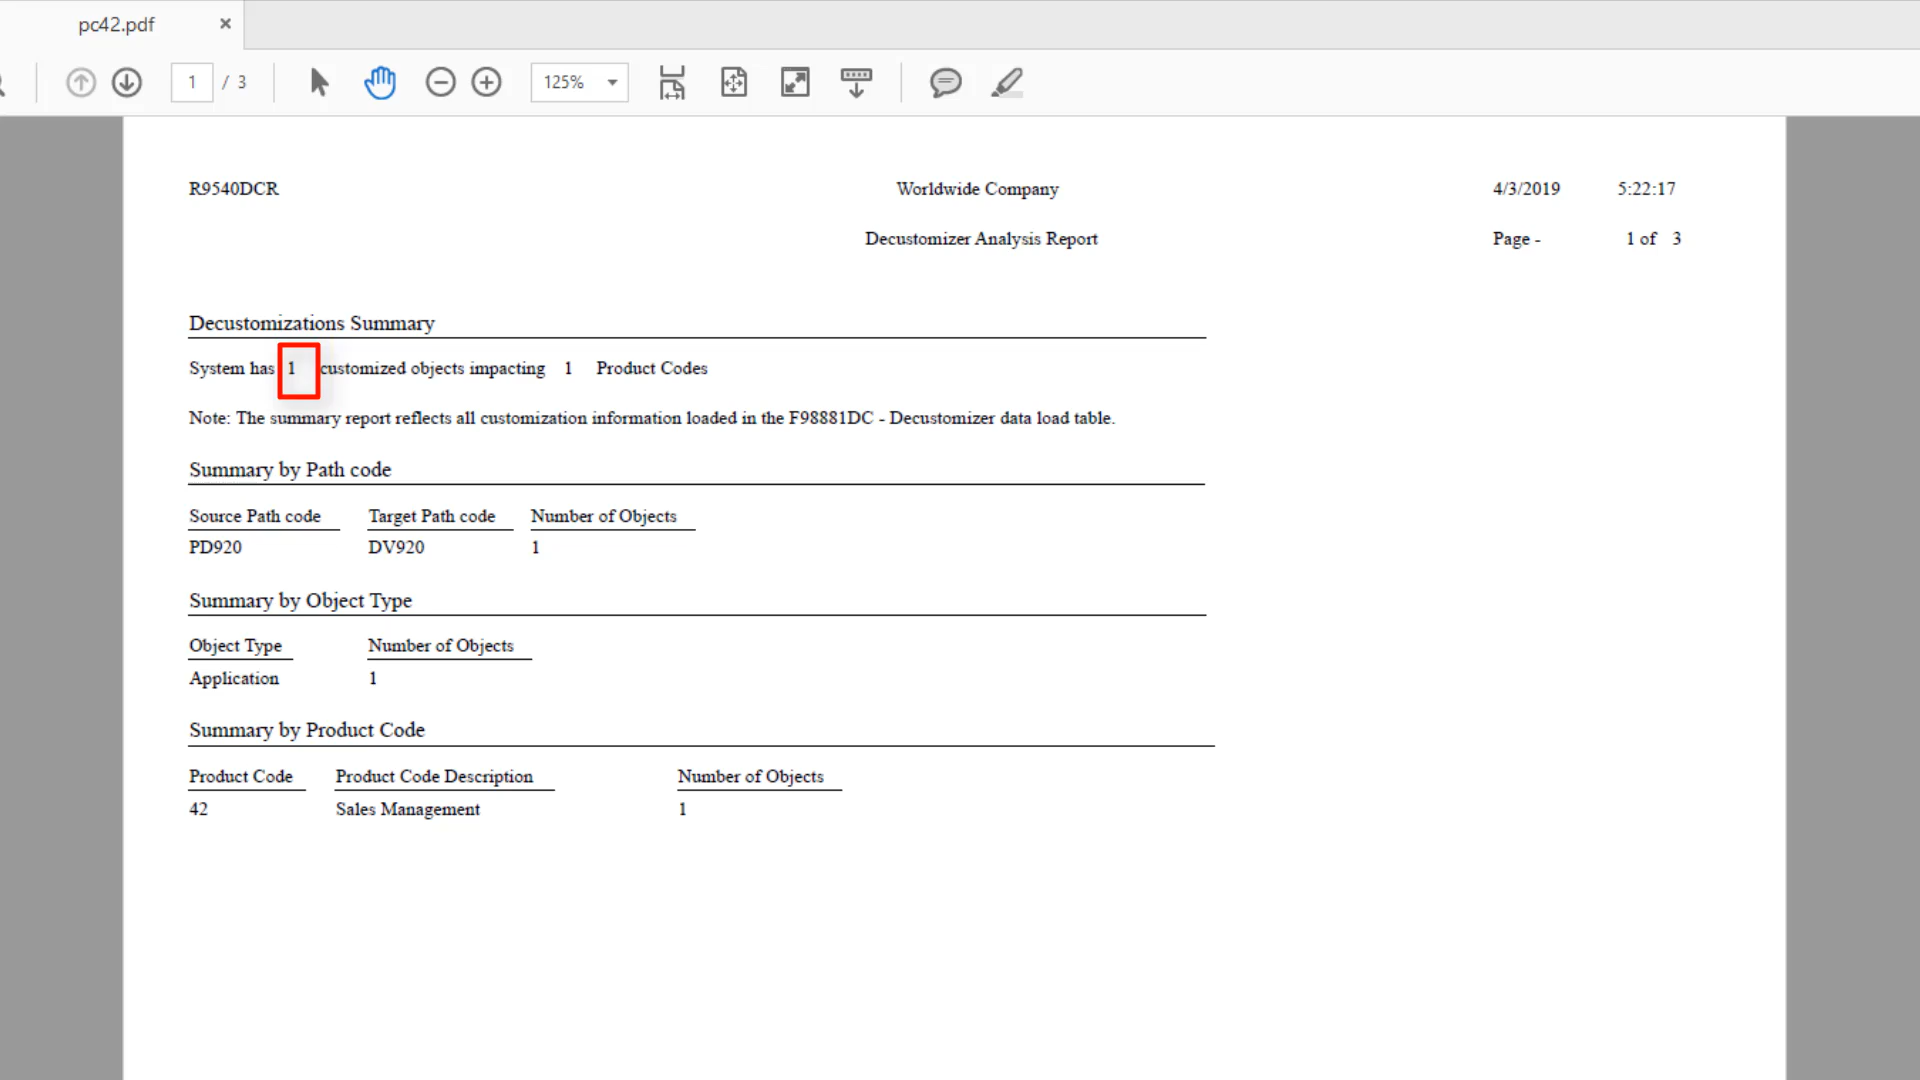 pc42.pdf
1 / 3 125%
R9540DCR Worldwide Company 4/3/2019 5:22:17
Decustomizer Analysis Report Page - 1 of 3
Decustomizations Summary
System has 1 customized objects impacting 1 Product Codes
Note: The summary report reflects all customization information loaded in the F98881DC - Decustomizer data load table.
Summary by Path code
Source Path code Target Path code Number of Objects
PD920 DV920 1
Summary by Object Type
Object Type Number of Objects
Application 1
Summary by Product Code
Product Code Product Code Description Number of Objects
42 Sales Management 1